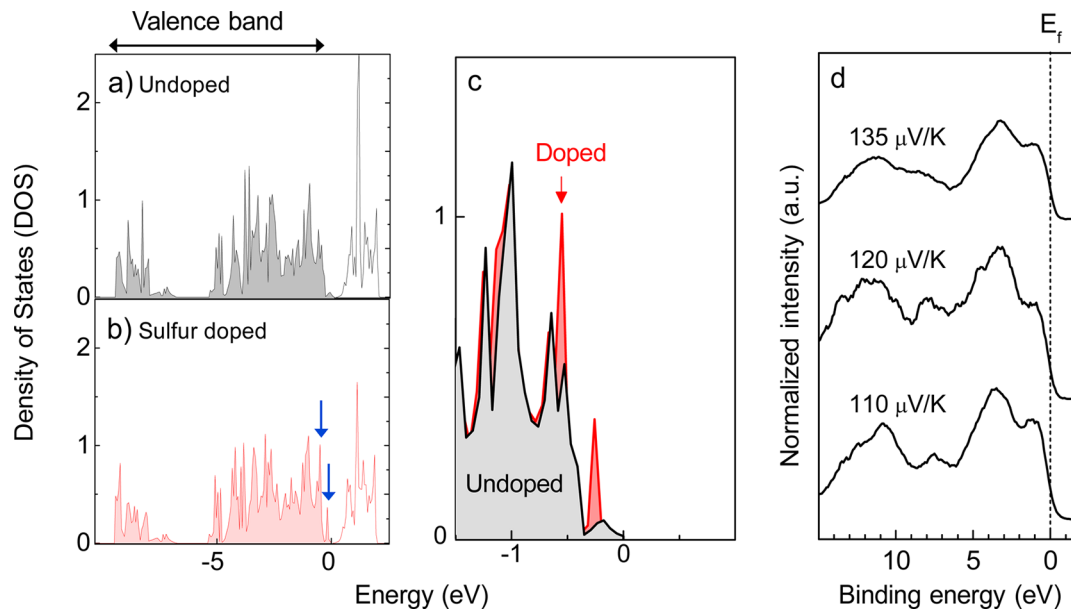 Valence band
a) Undoped
2
1
0
b) Sulfur doped
2
1
0
-5
0
Density of States (DOS)
Energy (eV)
c
Doped
Undoped
1
0
-1
0
d
E_f
135 μV/K
120 μV/K
110 μV/K
Normalized intensity (a.u.)
10
5
0
Binding energy (eV)